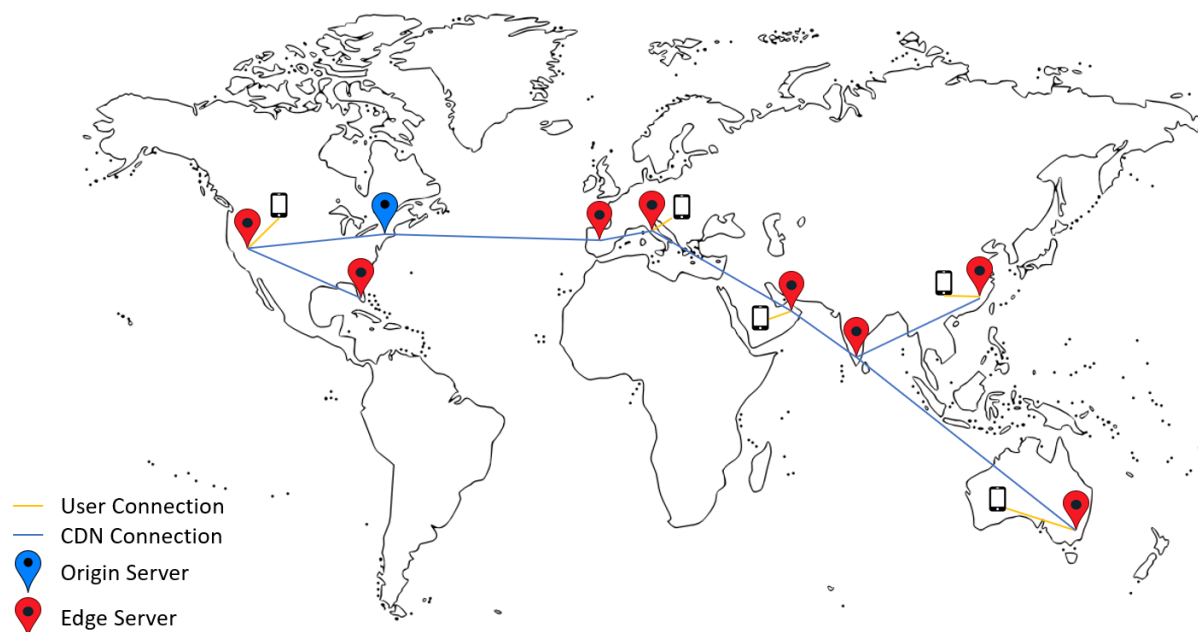 User Connection
CDN Connection
Origin Server
Edge Server